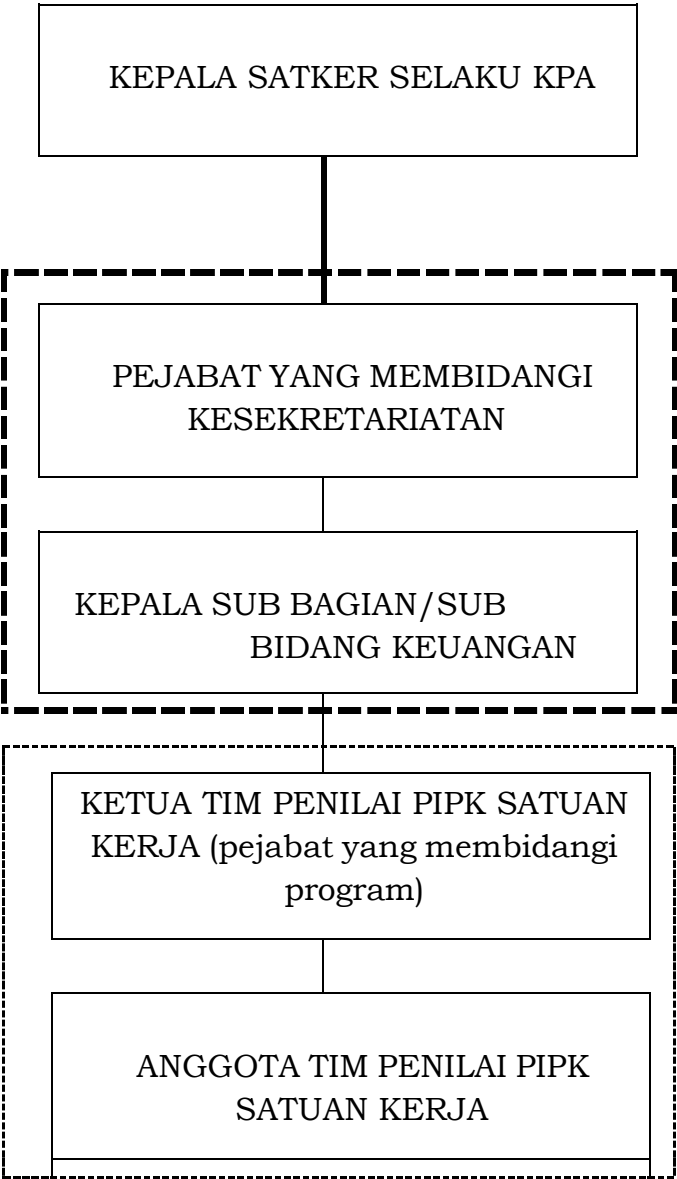 KEPALA SATKER SELAKU KPA
PEJABAT YANG MEMBIDANGI
KESEKRETARIATAN
KEPALA SUB BAGIAN/SUB
BIDANG KEUANGAN
KETUA TIM PENILAI PIPK SATUAN
KERJA (pejabat yang membidangi
program)
ANGGOTA TIM PENILAI PIPK
SATUAN KERJA